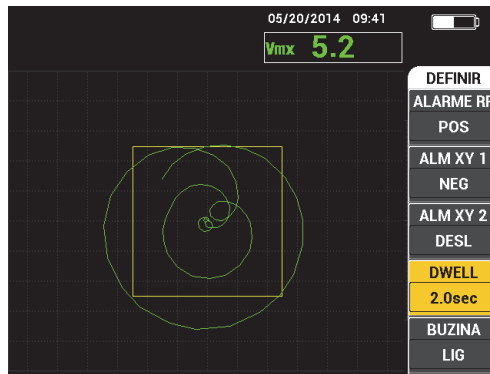 05/20/2014 09:41
Vmx 5.2
DEFINIR
ALARME RF
POS
ALM XY 1
NEG
ALM XY 2
DESL
DWELL
2.0sec
BUZINA
LIG